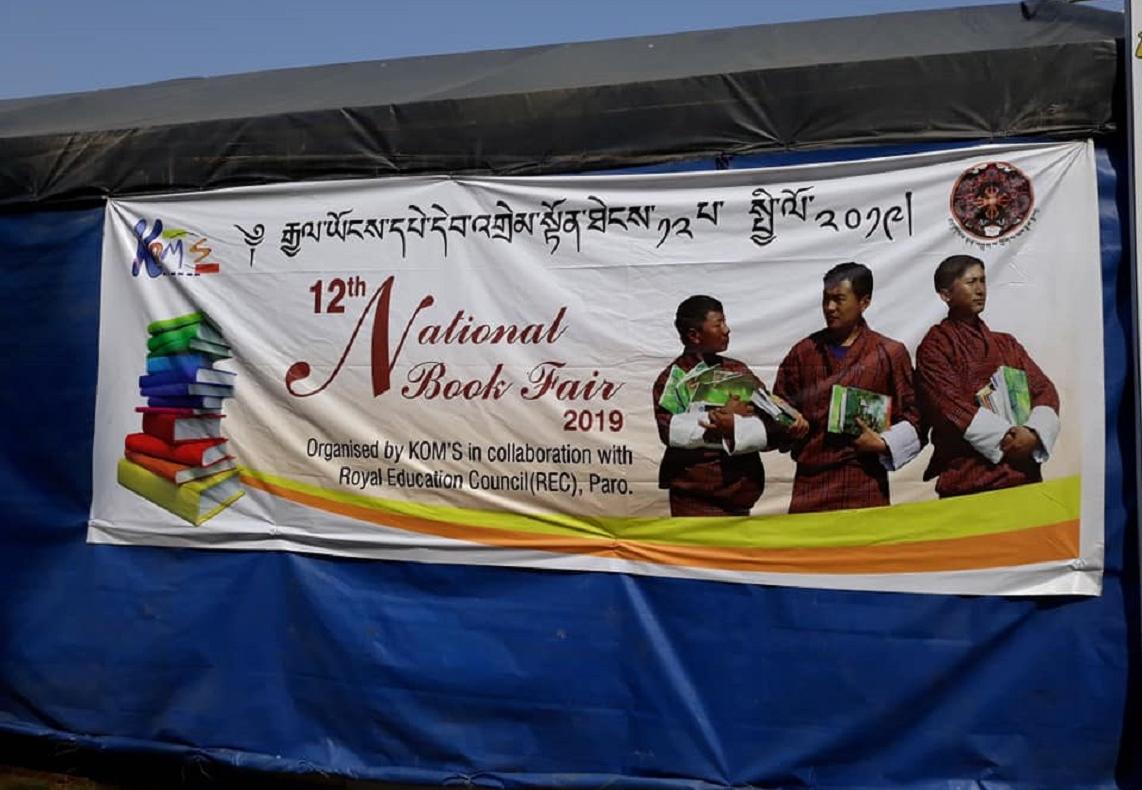 KOMS
༄ རྒྱལ་ཡོངས་དཔེ་དེབ་འགྲེམ་སྟོན་ཐེངས་༡༢་པ་ སྤྱི་ལོ་༢༠༡༩།
12th National
Book Fair
2019
Organised by KOM'S in collaboration with
Royal Education Council(REC), Paro.